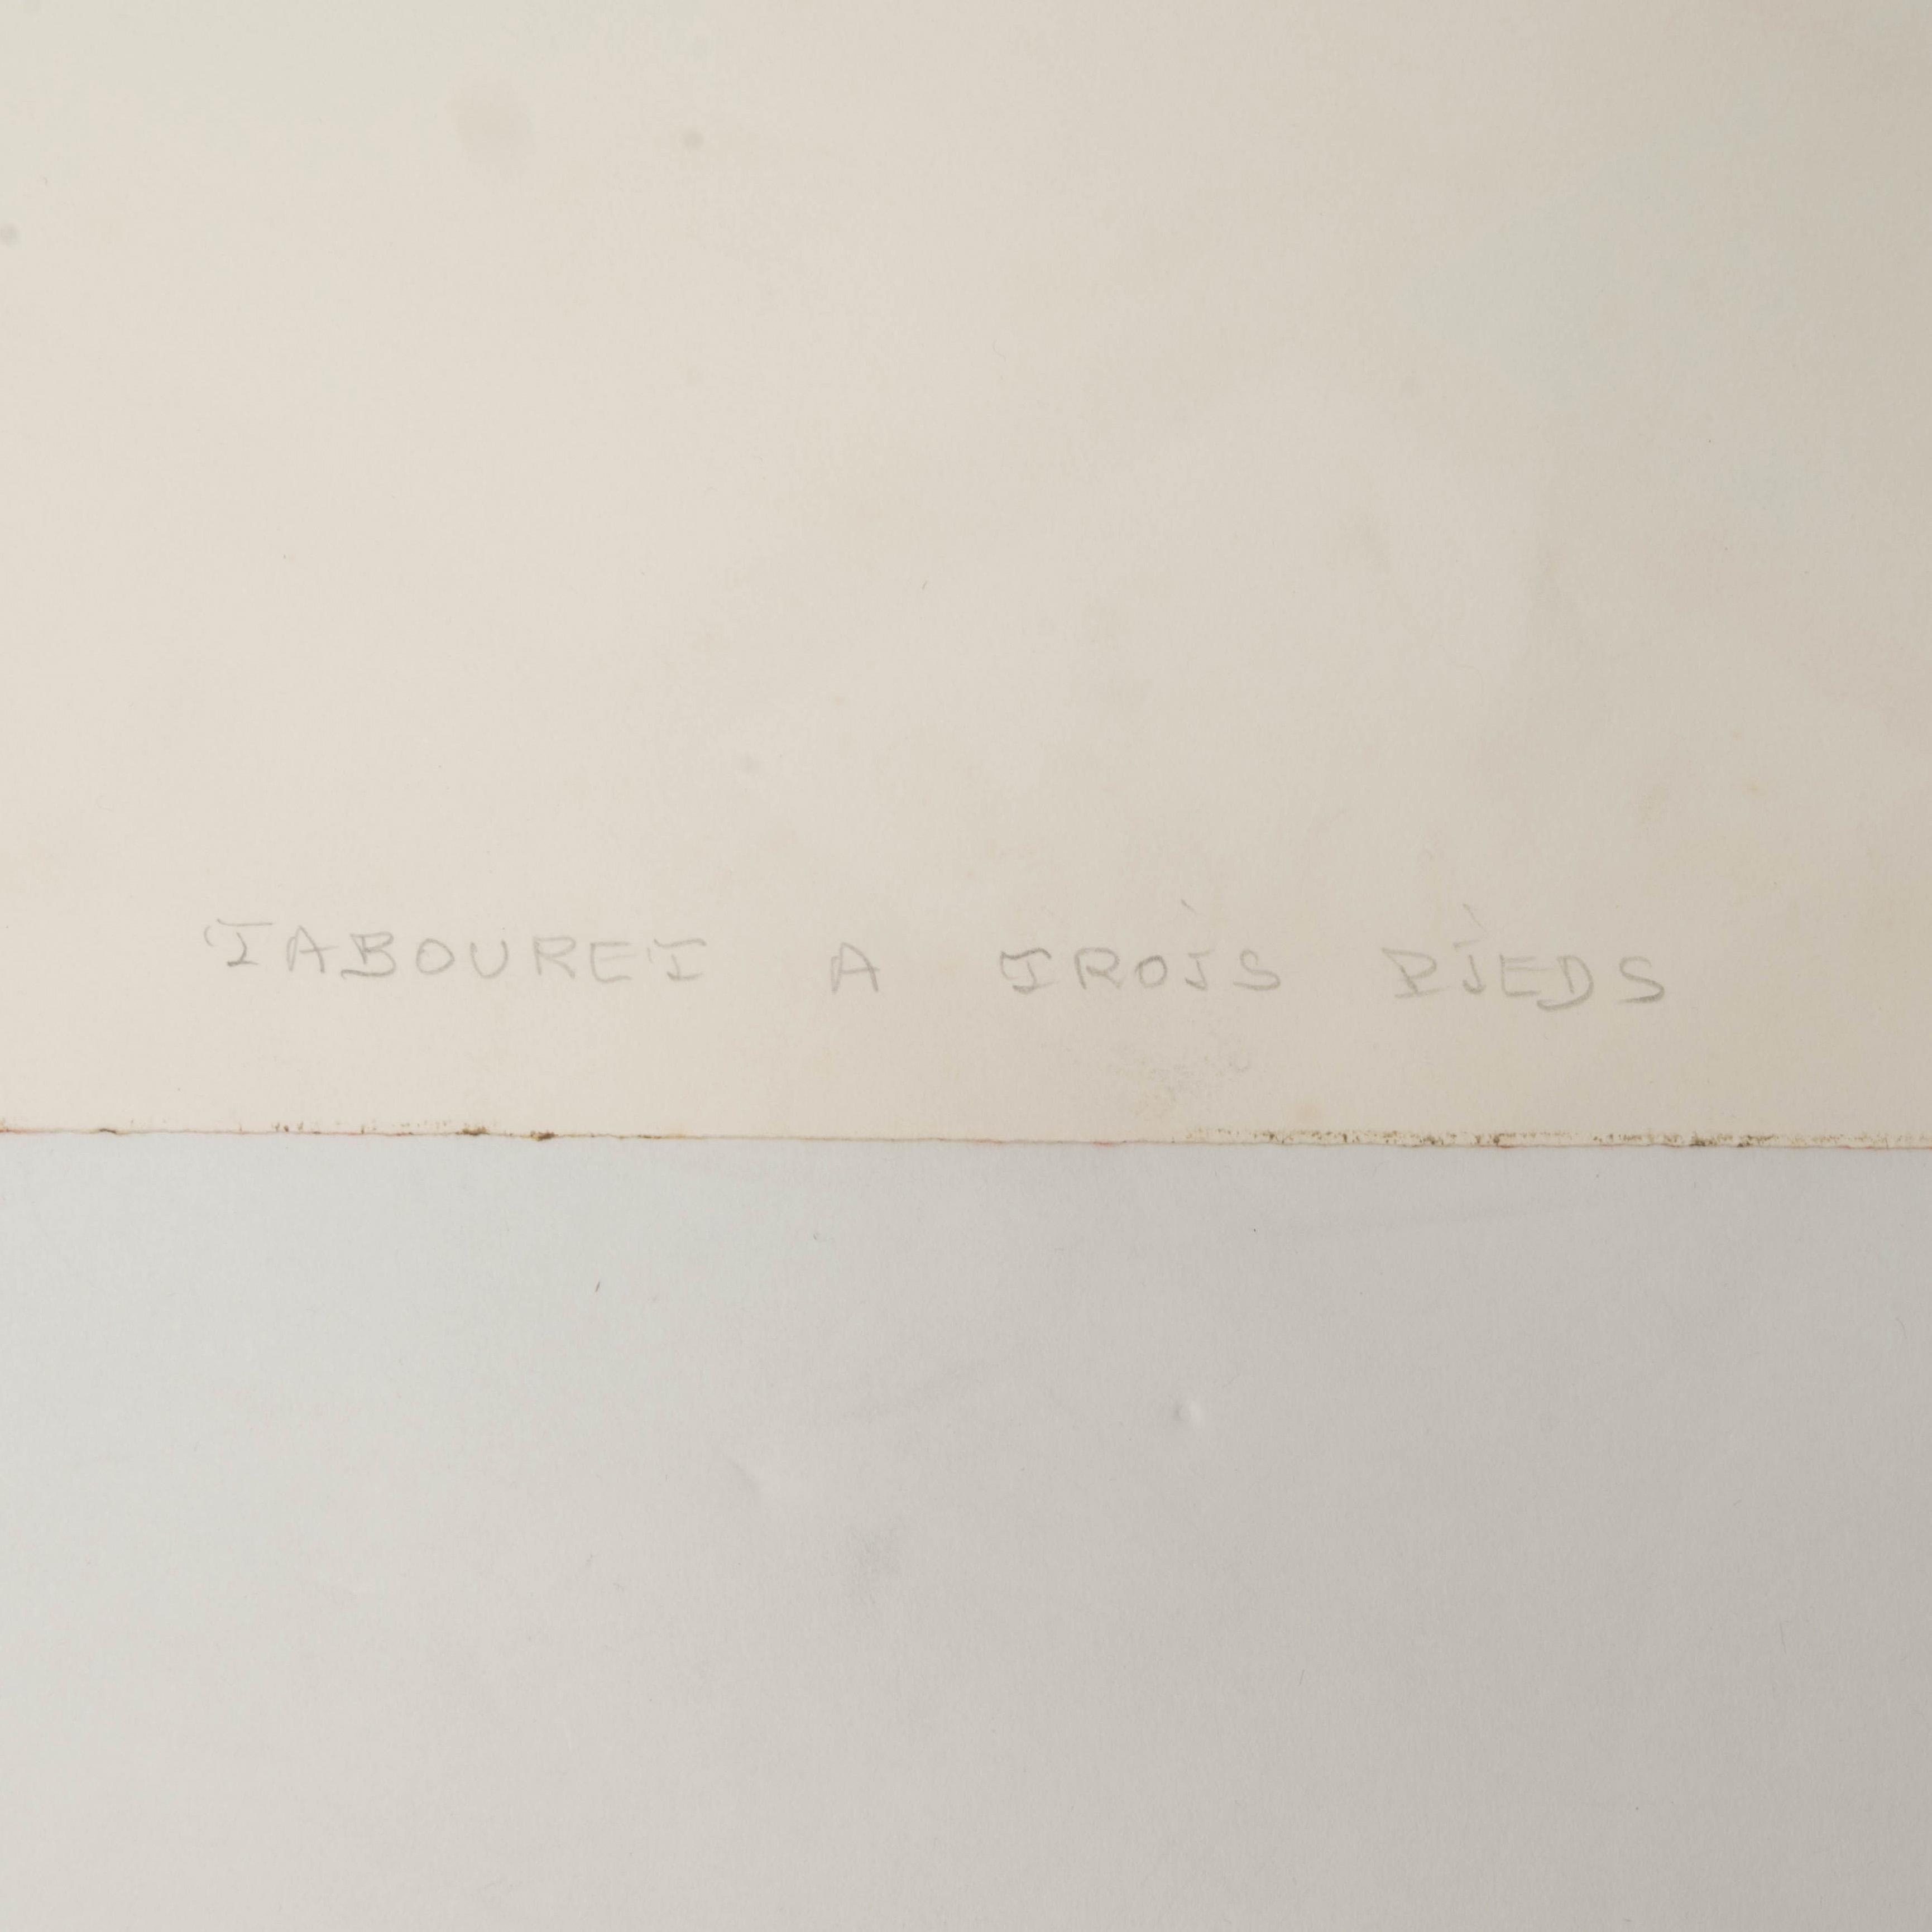 TABOURET A TROIS PIEDS